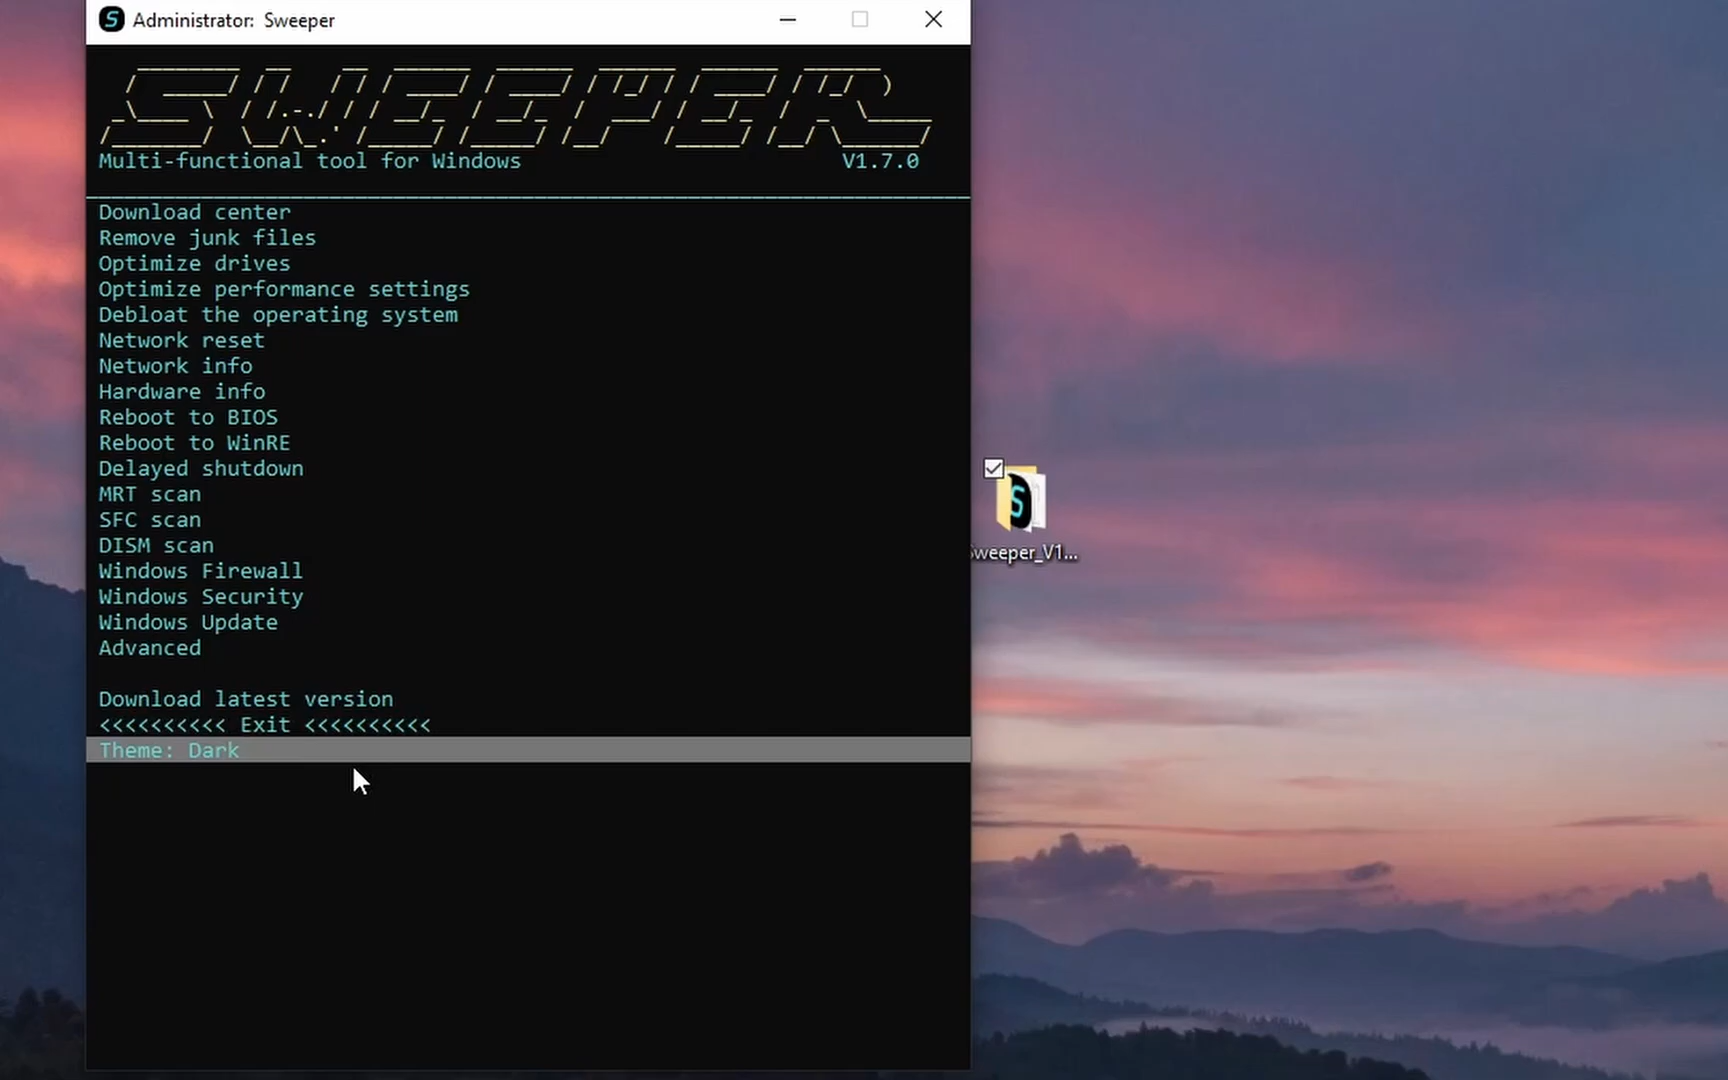 Administrator: Sweeper
SWEEPER
Multi-functional tool for Windows V1.7.0
Download center
Remove junk files
Optimize drives
Optimize performance settings
Debloat the operating system
Network reset
Network info
Hardware info
Reboot to BIOS
Reboot to WinRE
Delayed shutdown
MRT scan
SFC scan
DISM scan
Windows Firewall
Windows Security
Windows Update
Advanced
Download latest version
<<<<<<<<<< Exit <<<<<<<<<<
Theme: Dark
Sweeper_V1...